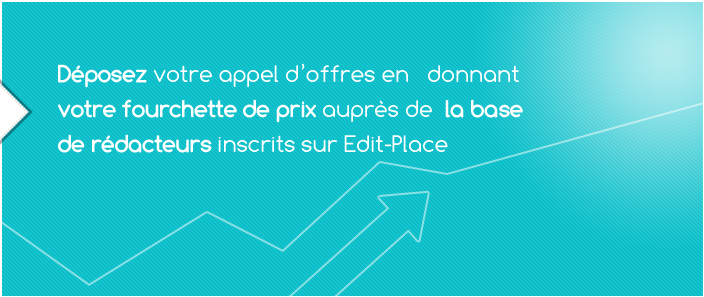 Déposez votre appel d'offres en donnant
votre fourchette de prix auprès de la base
de rédacteurs inscrits sur Edit-Place